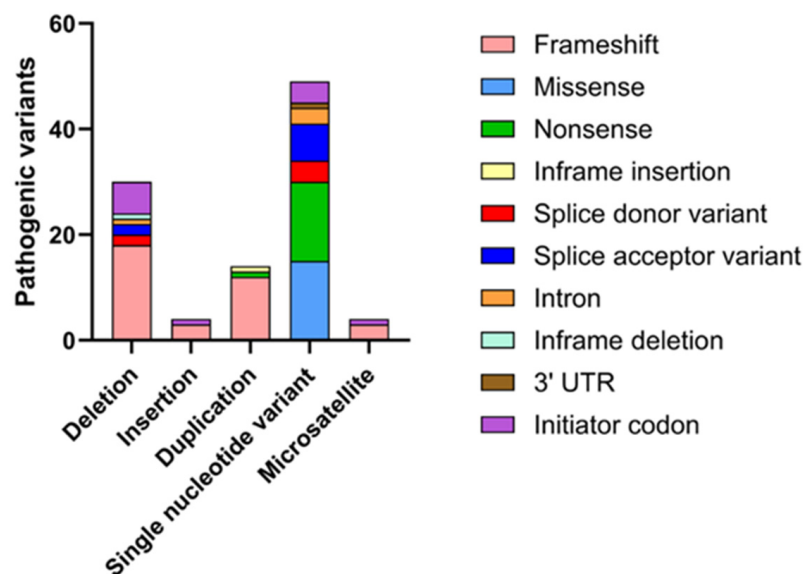 Pathogenic variants
60
40
20
0
Deletion
Insertion
Duplication
Single nucleotide variant
Microsatellite
Frameshift
Missense
Nonsense
Inframe insertion
Splice donor variant
Splice acceptor variant
Intron
Inframe deletion
3' UTR
Initiator codon